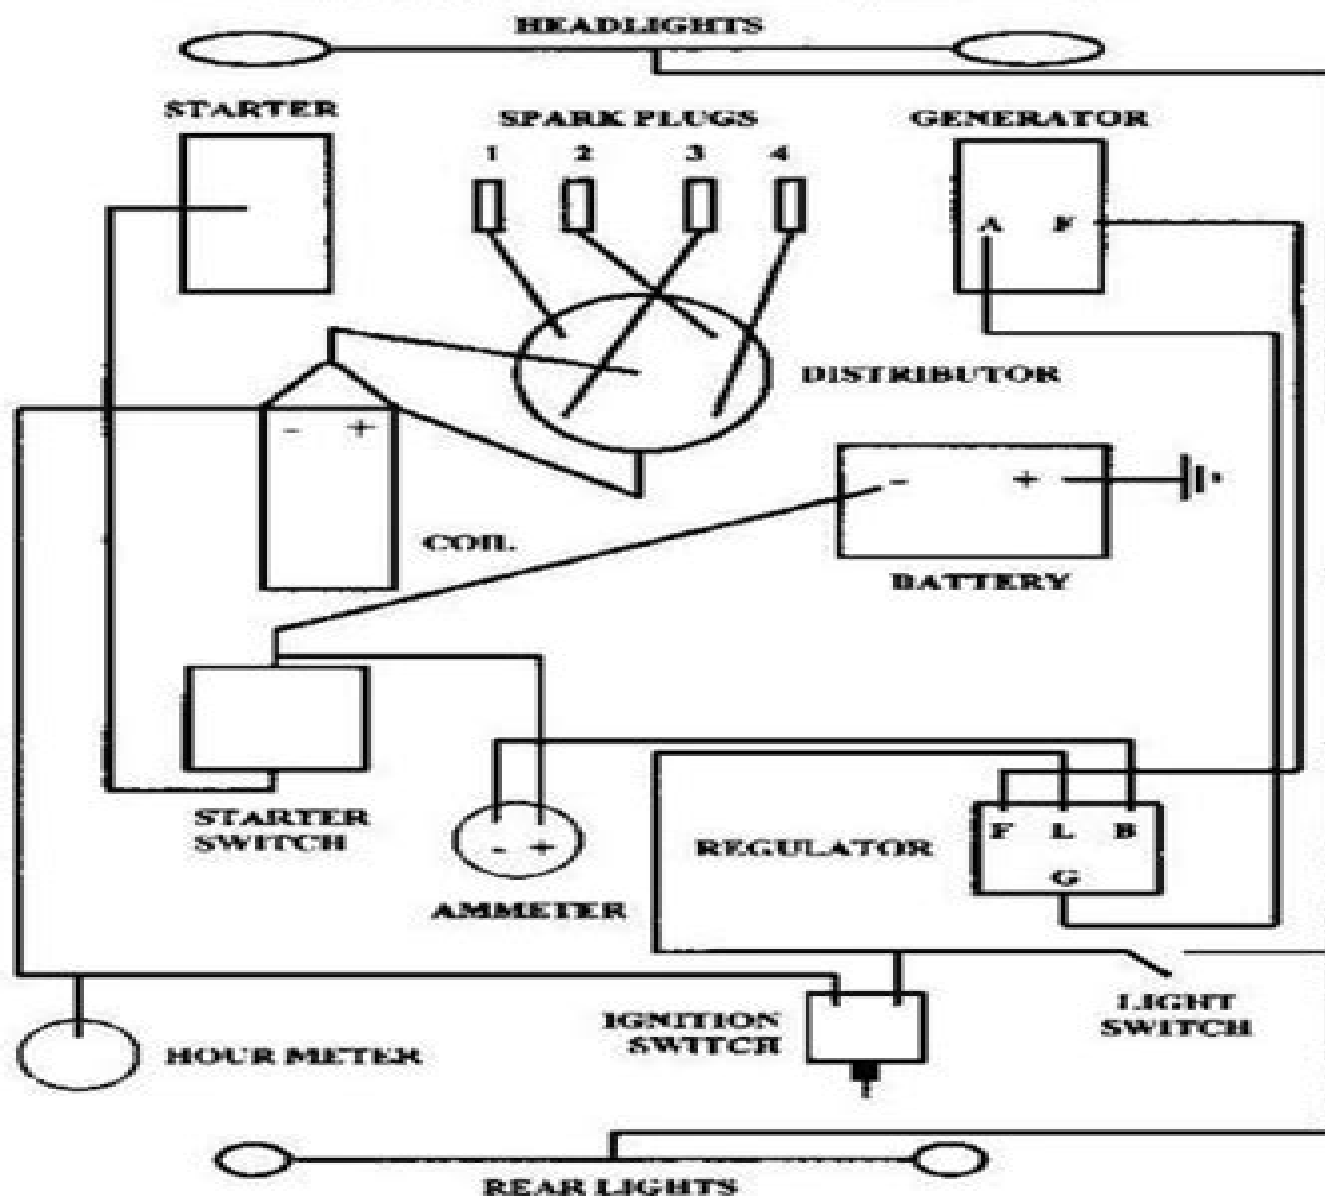 HEADLIGHTS
STARTER
SPARK PLUGS
GENERATOR
1 2 3 4
A F
DISTRIBUTOR
- +
- +
COIL
BATTERY
STARTER
SWITCH
F L B
REGULATOR
- +
G
AMMETER
LIGHT
SWITCH
IGNITION
SWITCH
HOUR METER
REAR LIGHTS